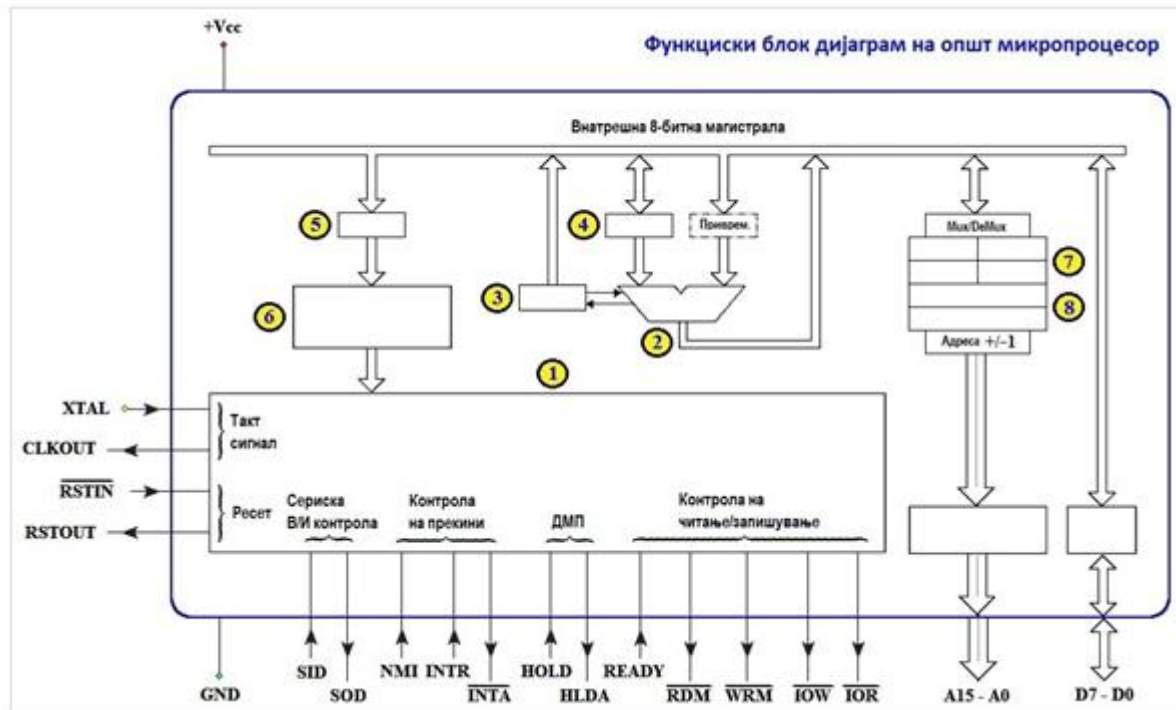 +Vcc
Функциски блок дијаграм на општ микропроцесор
Внатрешна 8-битна магистрала
5
4
Приврем.
Mux/DeMux
7
3
6
8
2
Адреса +/-1
1
XTAL
Такт
сигнал
CLKOUT
RSTIN
Ресет
RSTOUT
Сериска
В/И контрола
Контрола
на прекини
ДМП
Контрола на
читање/запишување
GND
SID
SOD
NMI
INTR
INTA
HOLD
HLDA
READY
RDM
WRM
IOW
IOR
A15 - A0
D7 - D0